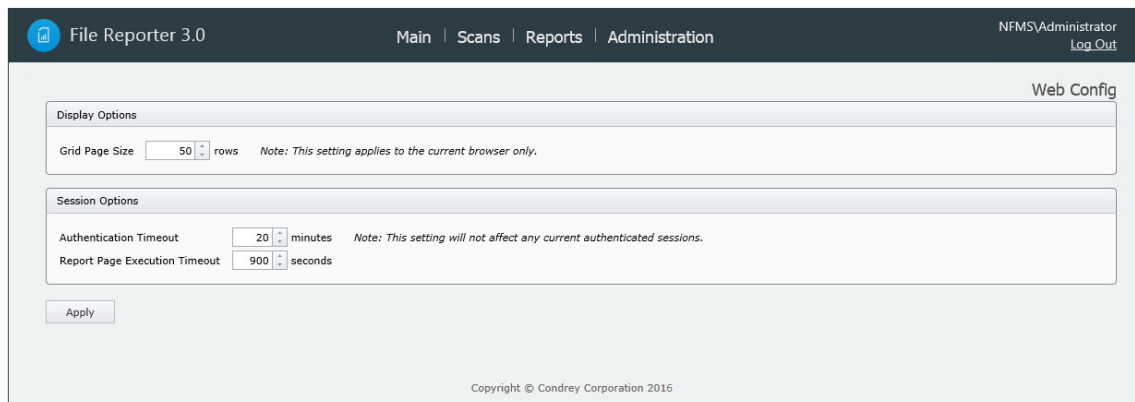 File Reporter 3.0
Main | Scans | Reports | Administration
NFMS\Administrator
Log Out
Web Config
Display Options
Grid Page Size 50 rows Note: This setting applies to the current browser only.
Session Options
Authentication Timeout 20 minutes Note: This setting will not affect any current authenticated sessions.
Report Page Execution Timeout 900 seconds
Apply
Copyright © Condrey Corporation 2016